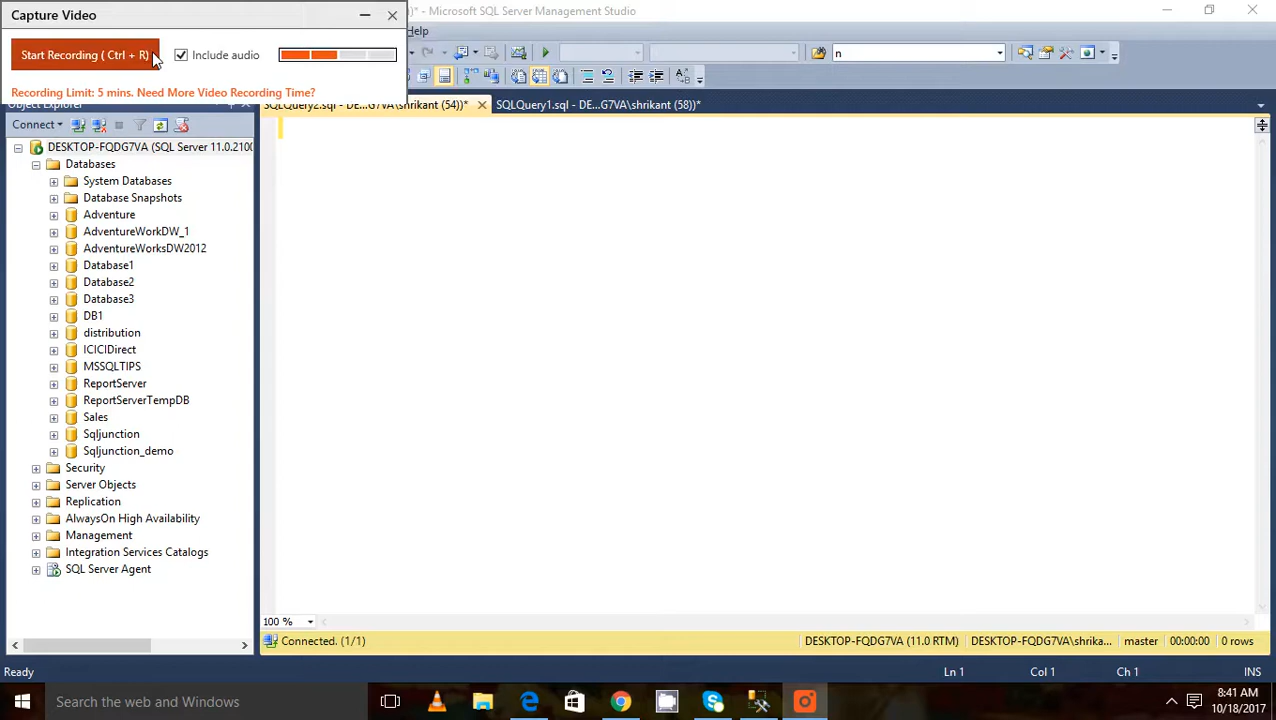 Capture Video
- Microsoft SQL Server Management Studio
Start Recording ( Ctrl + R)
Include audio
Help
n
Recording Limit: 5 mins. Need More Video Recording Time?
Object Explorer
SQLQuery2.sql - DE...G7VA\shrikant (54))*
SQLQuery1.sql - DE...G7VA\shrikant (58))*
Connect
DESKTOP-FQDG7VA (SQL Server 11.0.2100
Databases
System Databases
Database Snapshots
Adventure
AdventureWorkDW_1
AdventureWorksDW2012
Database1
Database2
Database3
DB1
distribution
ICICIDirect
MSSQLTIPS
ReportServer
ReportServerTempDB
Sales
Sqljunction
Sqljunction_demo
Security
Server Objects
Replication
AlwaysOn High Availability
Management
Integration Services Catalogs
SQL Server Agent
100 %
Connected. (1/1)
DESKTOP-FQDG7VA (11.0 RTM)
DESKTOP-FQDG7VA\shrika...
master
00:00:00
0 rows
Ready
Ln 1
Col 1
Ch 1
INS
Search the web and Windows
8:41 AM
10/18/2017